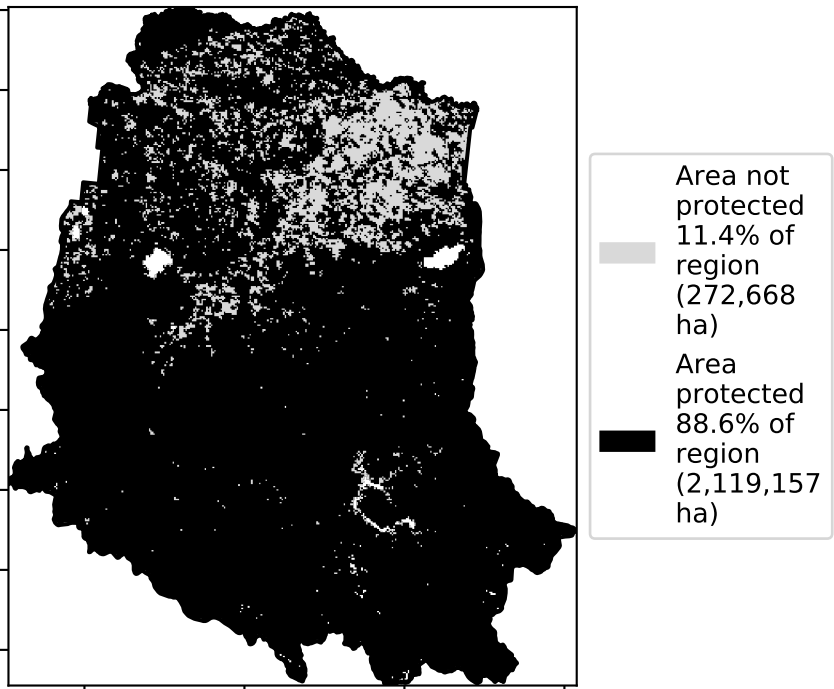 Area not
protected
11.4% of
region
(272,668
ha)
Area
protected
88.6% of
region
(2,119,157
ha)